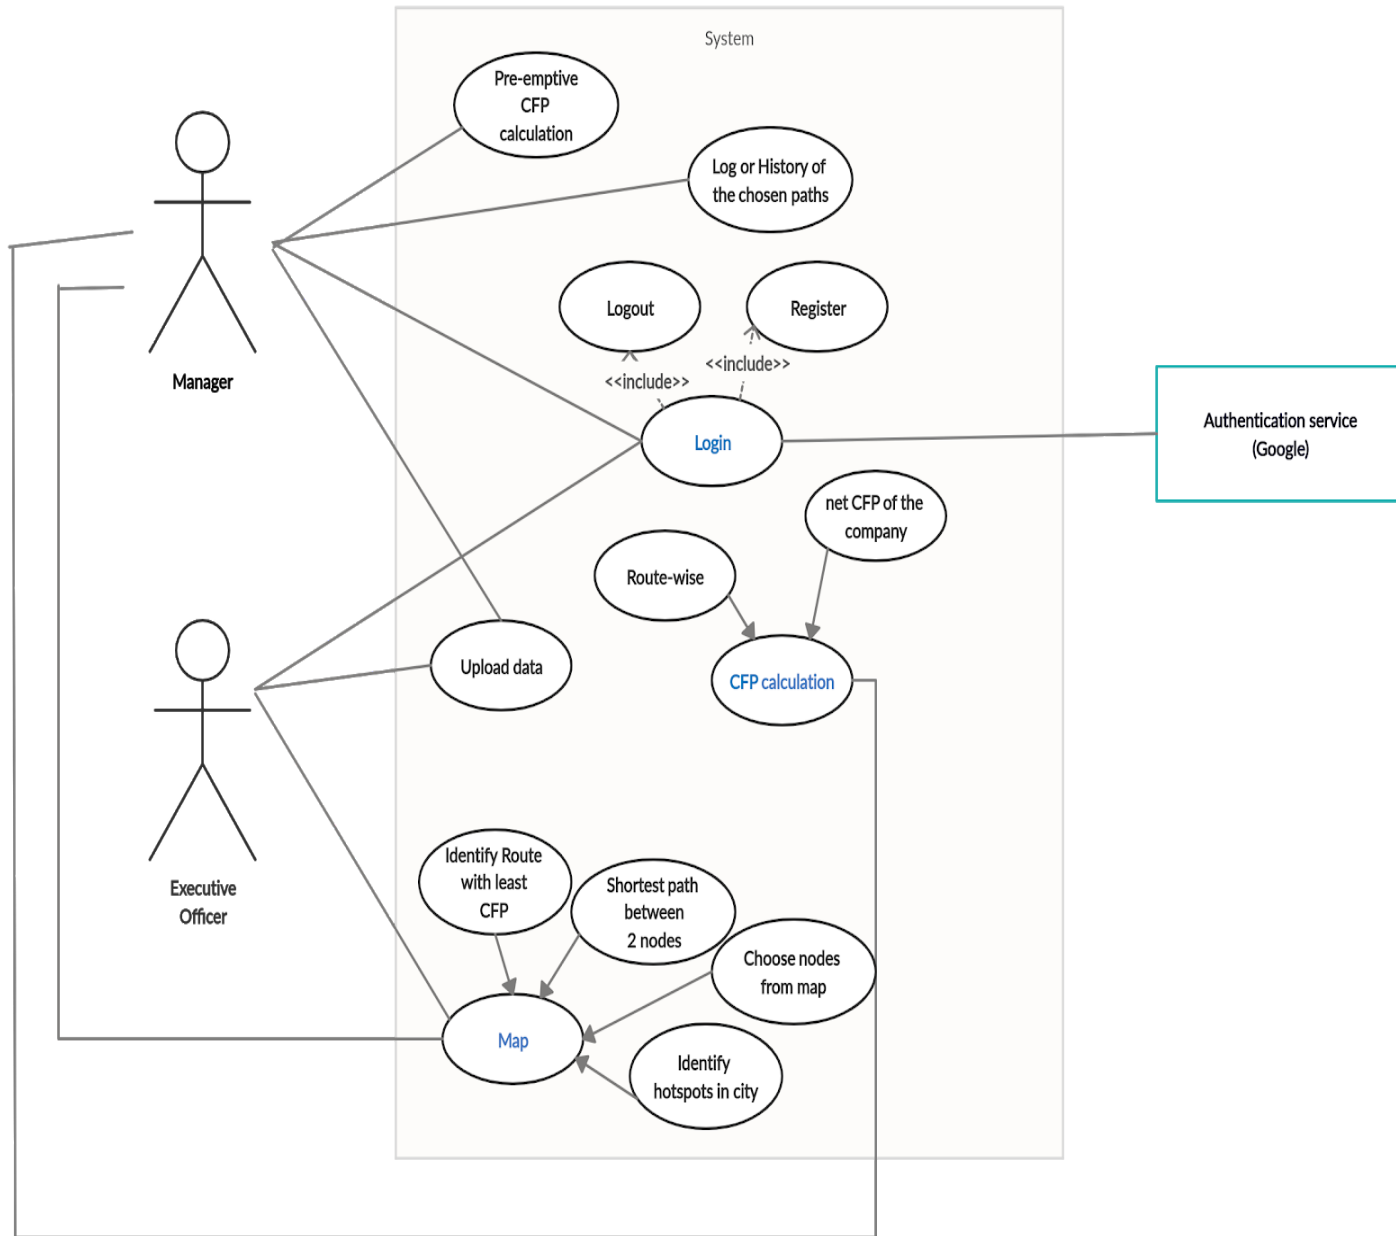 System
Pre-emptive
CFP
calculation
Log or History of
the chosen paths
Logout
Register
<<include>>
<<include>>
Manager
Login
Authentication service
(Google)
net CFP of the
company
Route-wise
Upload data
CFP calculation
Executive
Officer
Identify Route
with least
CFP
Shortest path
between
2 nodes
Choose nodes
from map
Map
Identify
hotspots in city